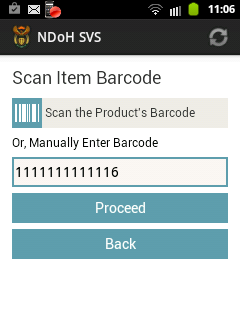 11:06
NDoH SVS
Scan Item Barcode
Scan the Product's Barcode
Or, Manually Enter Barcode
1111111111116
Proceed
Back